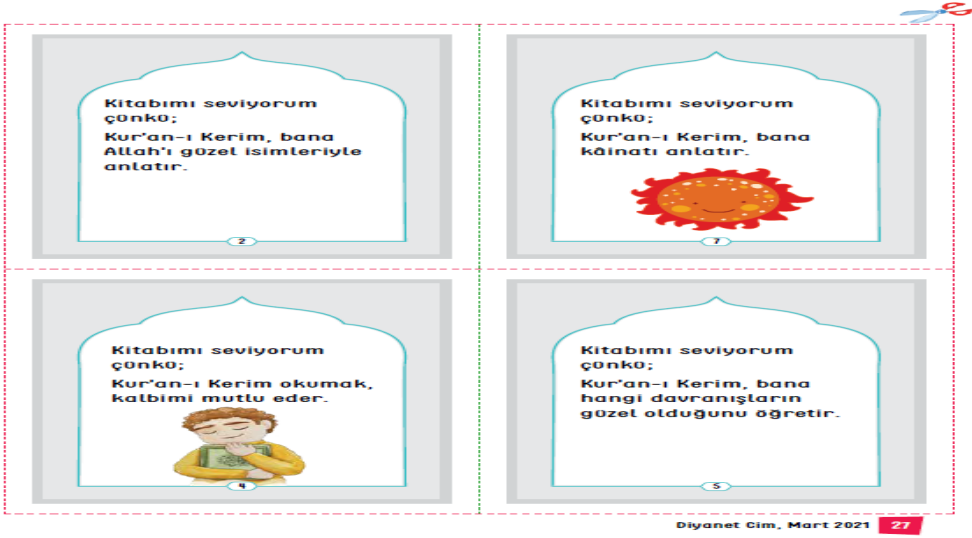 Kitabımı seviyorum
çünkü;
Kur'an-ı Kerim, bana
Allah'ı güzel isimleriyle
anlatır.
2
Kitabımı seviyorum
çünkü;
Kur'an-ı Kerim, bana
kâinatı anlatır.
7
Kitabımı seviyorum
çünkü;
Kur'an-ı Kerim okumak,
kalbimi mutlu eder.
4
Kitabımı seviyorum
çünkü;
Kur'an-ı Kerim, bana
hangi davranışların
güzel olduğunu öğretir.
5
Diyanet Cim, Mart 2021 27